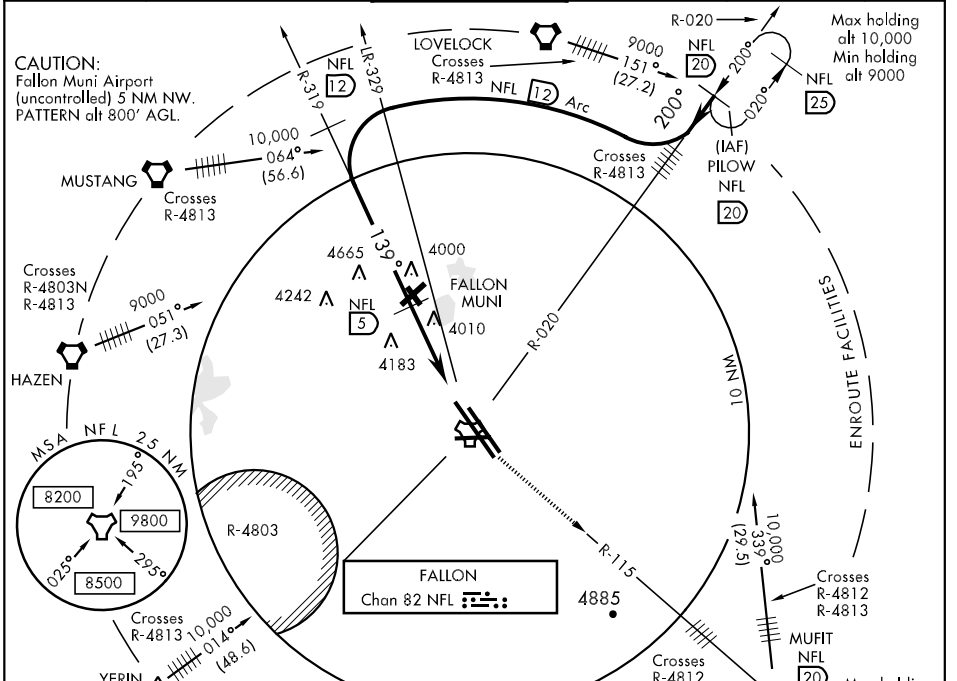 CAUTION:
Fallon Muni Airport
(uncontrolled) 5 NM NW.
PATTERN alt 800' AGL.
R-319
NFL
12
LR-329
LOVELOCK
Crosses
R-4813
9000
151°
(27.2)
NFL
20
R-020
200°
020°
Max holding
alt 10,000
Min holding
alt 9000
NFL
25
NFL 12 Arc
200°
(IAF)
PILOW
NFL
20
Crosses
R-4813
10,000
064°
(56.6)
MUSTANG
Crosses
R-4813
139°
4665
4000
4242
NFL
5
FALLON
MUNI
4010
4183
R-020
Crosses
R-4803N
R-4813
9000
051°
(27.3)
HAZEN
10 NM
ENROUTE FACILITIES
MSA NFL 25 NM
195°
8200
9800
025°
295°
8500
R-4803
FALLON
Chan 82 NFL
R-115
4885
10,000
339°
(29.5)
Crosses
R-4812
R-4813
MUFIT
NFL
20
Crosses
R-4813
10,000
014°
(48.6)
Crosses
R-4812